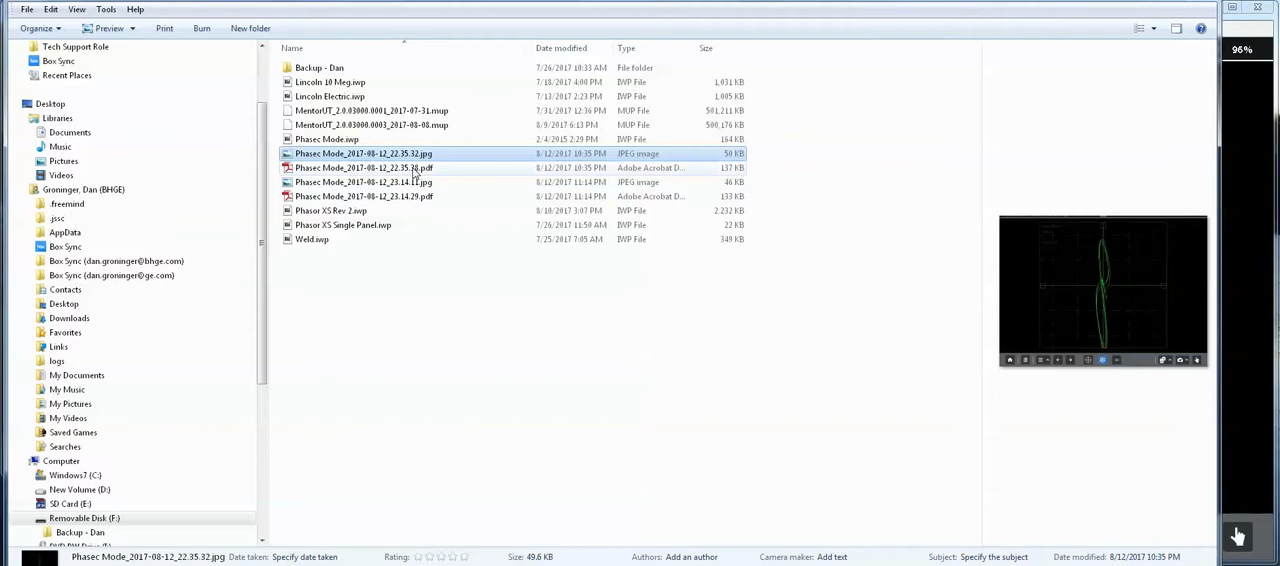 File Edit View Tools Help
Organize Preview Print Burn New folder
96%
Name Date modified Type Size
Tech Support Role
Box Sync
Recent Places
Desktop
Libraries
Documents
Music
Pictures
Videos
Groninger, Dan (BHGE)
.freemind
.jssc
AppData
Box Sync
Box Sync (dan.groninger@bhge.com)
Box Sync (dan.groninger@ge.com)
Contacts
Desktop
Downloads
Favorites
Links
logs
My Documents
My Music
My Pictures
My Videos
Saved Games
Searches
Computer
Windows7 (C:)
New Volume (D:)
SD Card (E:)
Removable Disk (F:)
Backup - Dan
Backup - Dan 7/26/2017 10:33 AM File folder
Lincoln 10 Meg.iwp 7/18/2017 4:00 PM IWP File 1,031 KB
Lincoln Electric.iwp 7/13/2017 2:23 PM IWP File 1,005 KB
MentorUT_2.0.03000.0001_2017-07-31.mup 7/31/2017 12:36 PM MUP File 501,211 KB
MentorUT_2.0.03000.0003_2017-08-08.mup 8/9/2017 6:13 PM MUP File 500,176 KB
Phasec Mode.iwp 2/4/2015 2:29 PM IWP File 164 KB
Phasec Mode_2017-08-12_22.35.32.jpg 8/12/2017 10:35 PM JPEG image 50 KB
Phasec Mode_2017-08-12_22.35.38.pdf 8/12/2017 10:35 PM Adobe Acrobat D... 137 KB
Phasec Mode_2017-08-12_23.14.11.jpg 8/12/2017 11:14 PM JPEG image 46 KB
Phasec Mode_2017-08-12_23.14.29.pdf 8/12/2017 11:14 PM Adobe Acrobat D... 133 KB
Phasor XS Rev 2.iwp 8/10/2017 3:07 PM IWP File 2,232 KB
Phasor XS Single Panel.iwp 7/26/2017 11:50 AM IWP File 22 KB
Weld.iwp 7/25/2017 7:05 AM IWP File 349 KB
Phasec Mode_2017-08-12_22.35.32.jpg Date taken: Specify date taken Rating: Size: 49.6 KB Authors: Add an author Camera maker: Add text Subject: Specify the subject Date modified: 8/12/2017 10:35 PM